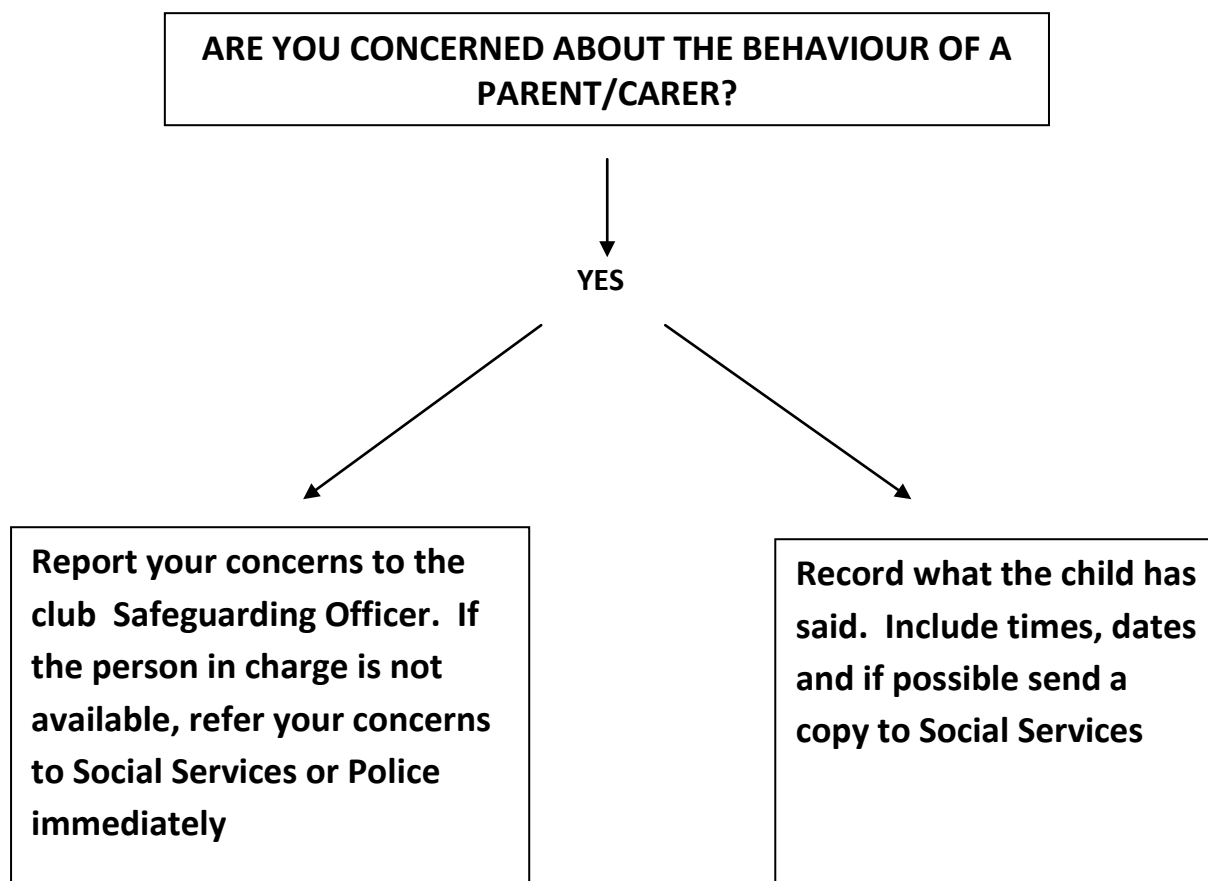 ARE YOU CONCERNED ABOUT THE BEHAVIOUR OF A
PARENT/CARER?
YES
Report your concerns to the
club  Safeguarding Officer.  If
the person in charge is not
available, refer your concerns
to Social Services or Police
immediately
Record what the child has
said.  Include times, dates
and if possible send a
copy to Social Services